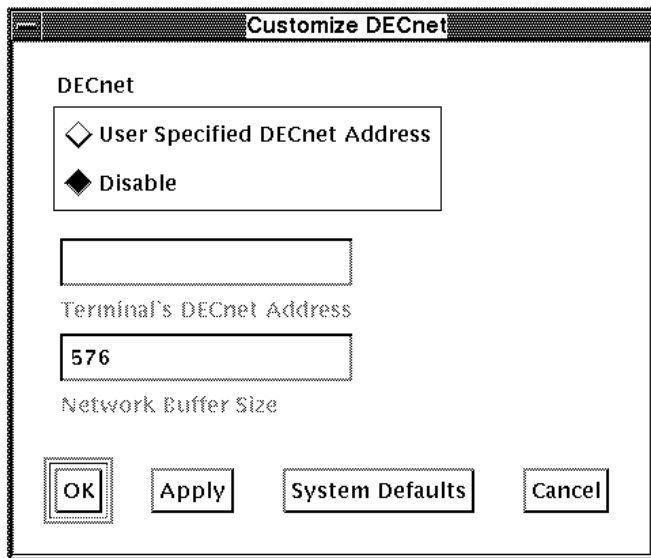 Customize DECnet
DECnet
User Specified DECnet Address
Disable
Terminal's DECnet Address
576
Network Buffer Size
OK Apply System Defaults Cancel